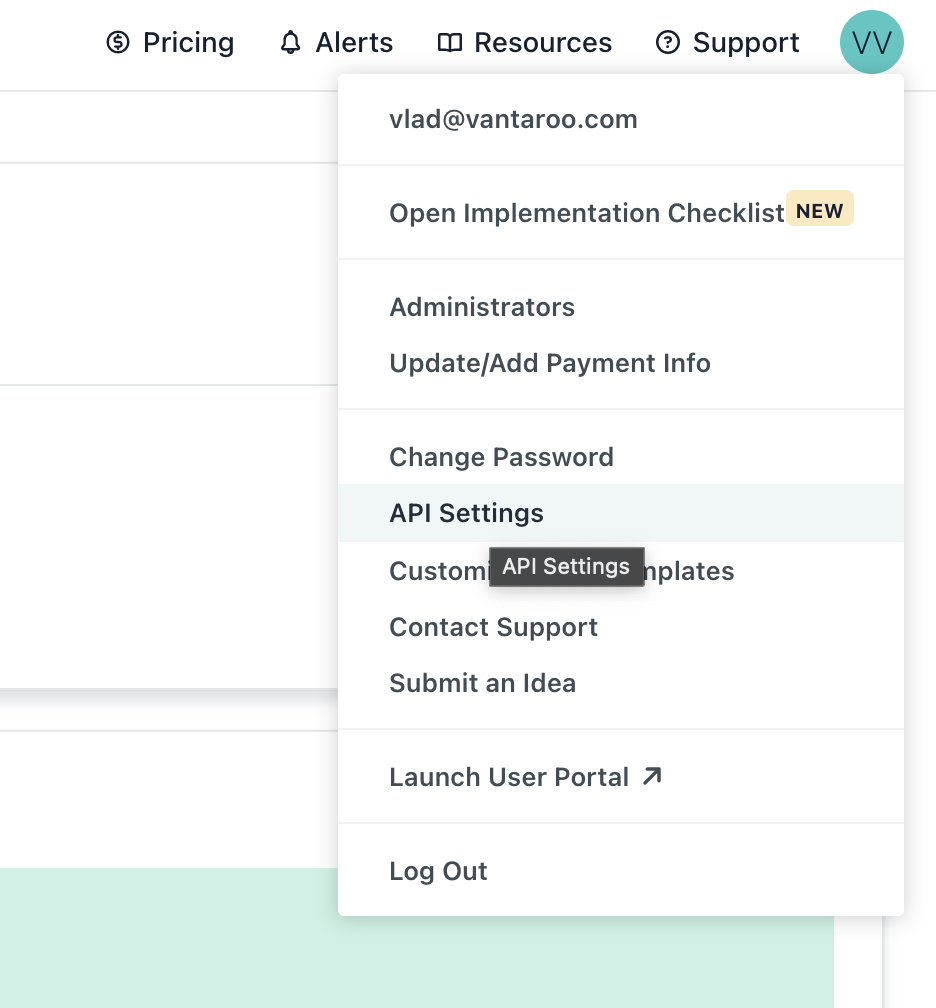 Pricing Alerts Resources Support VV
vlad@vantaroo.com
Open Implementation Checklist NEW
Administrators
Update/Add Payment Info
Change Password
API Settings
API Settings
Contact Support
Submit an Idea
Launch User Portal
Log Out